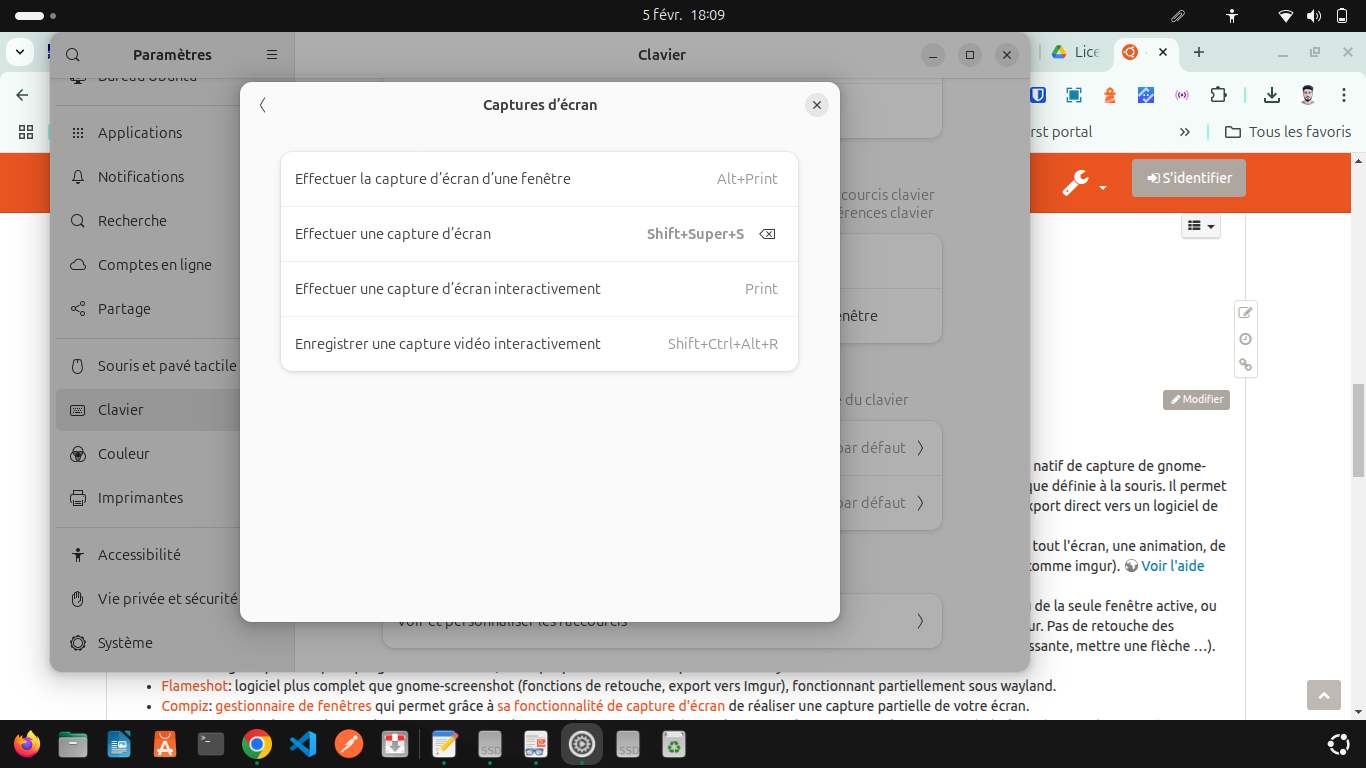 5 févr. 18:09
Paramètres
Clavier
Lice
rst portal
Tous les favoris
S'identifier
Bureau Ubuntu
Applications
Notifications
Recherche
Comptes en ligne
Partage
Souris et pavé tactile
Clavier
Couleur
Imprimantes
Accessibilité
Vie privée et sécurité
Système
Captures d’écran
Effectuer la capture d’écran d’une fenêtre
Alt+Print
Effectuer une capture d’écran
Shift+Super+S
Effectuer une capture d’écran interactivement
Print
Enregistrer une capture vidéo interactivement
Shift+Ctrl+Alt+R
courcis clavier
érences clavier
enêtre
du clavier
par défaut
par défaut
Voir et personnaliser les raccourcis
Modifier
natif de capture de gnome-
que définie à la souris. Il permet
xport direct vers un logiciel de
tout l'écran, une animation, de
comme imgur). Voir l'aide
de la seule fenêtre active, ou
ur. Pas de retouche des
ssante, mettre une flèche ...).
Flameshot: logiciel plus complet que gnome-screenshot (fonctions de retouche, export vers Imgur), fonctionnant partiellement sous wayland.
Compiz: gestionnaire de fenêtres qui permet grâce à sa fonctionnalité de capture d'écran de réaliser une capture partielle de votre écran.
SSD
SSD